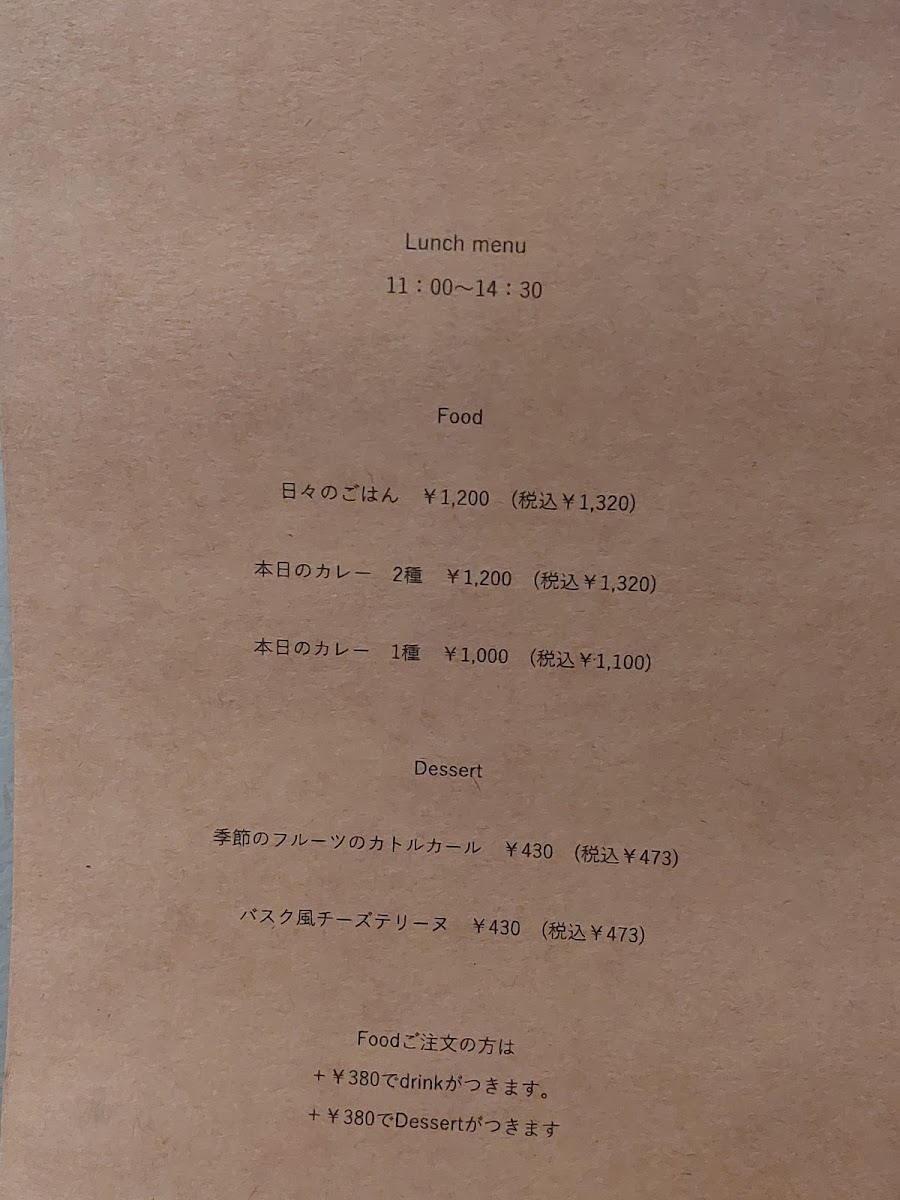 Lunch menu
11：00～14：30
Food
日々のごはん　￥1,200　(税込￥1,320)
本日のカレー　2種　￥1,200　(税込￥1,320)
本日のカレー　1種　￥1,000　(税込￥1,100)
Dessert
季節のフルーツのカトルカール　￥430　(税込￥473)
バスク風チーズテリーヌ　￥430　(税込￥473)
Foodご注文の方は
+￥380でdrinkがつきます。
+￥380でDessertがつきます